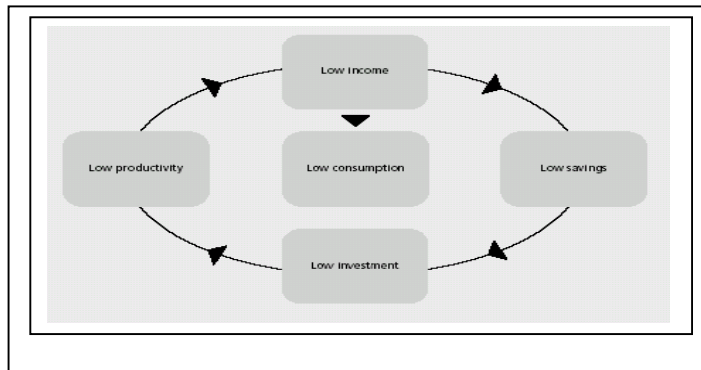 Low income
Low productivity
Low consumption
Low savings
Low investment